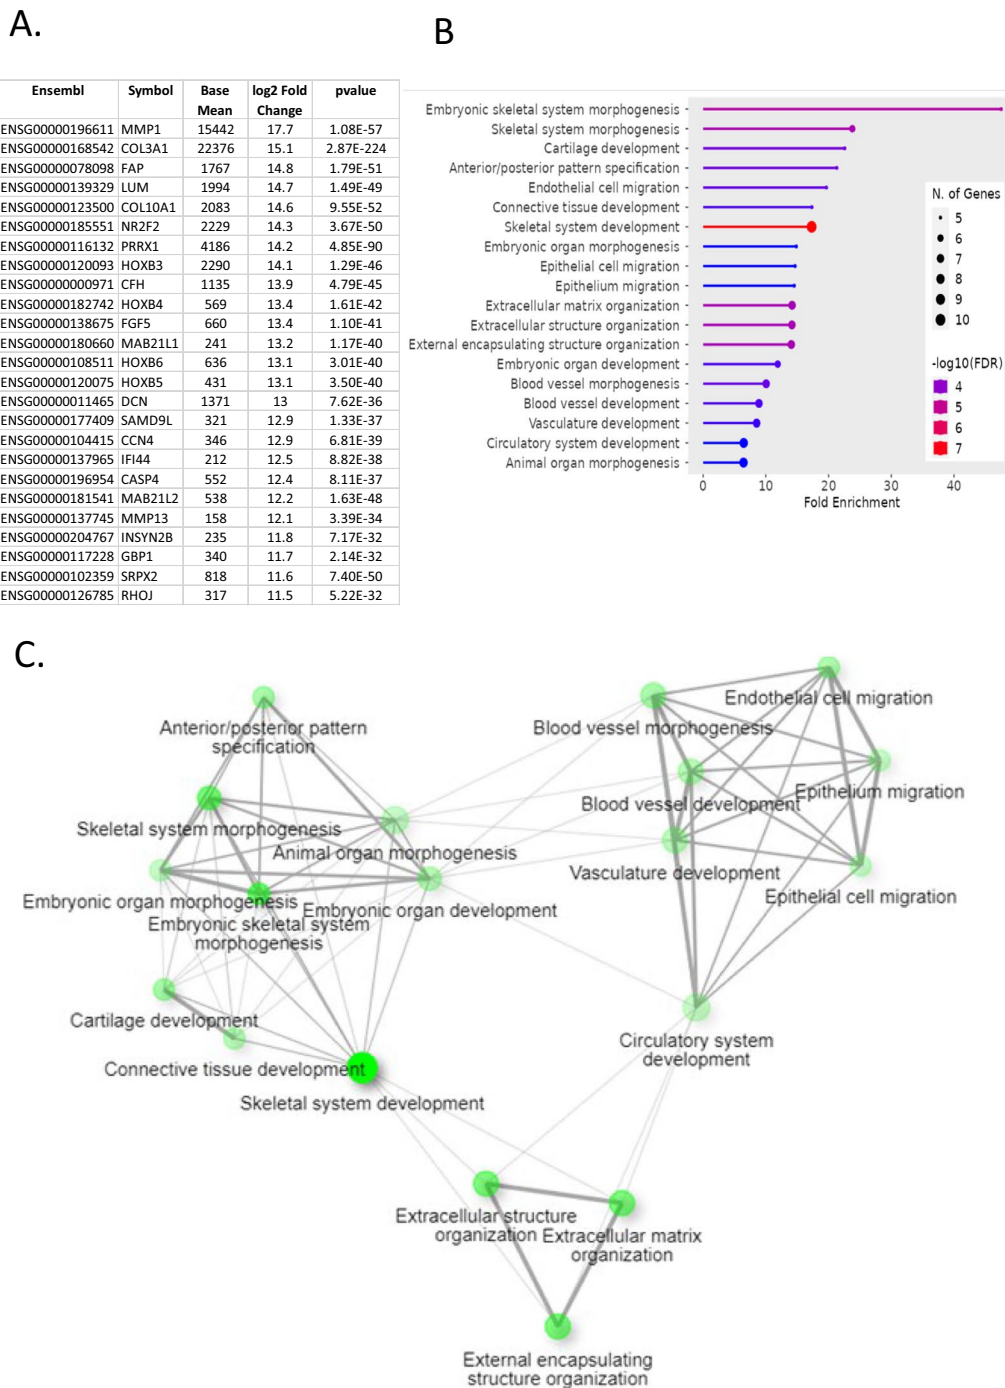 A.
B
Ensembl Symbol Base Mean log2 Fold Change pvalue
ENSG00000196611 MMP1 15442 17.7 1.08E-57
ENSG00000168542 COL3A1 22376 15.1 2.87E-224
ENSG00000078098 FAP 1767 14.8 1.79E-51
ENSG00000139329 LUM 1994 14.7 1.49E-49
ENSG00000123500 COL10A1 2083 14.6 9.55E-52
ENSG00000185551 NR2F2 2229 14.3 3.67E-50
ENSG00000116132 PRRX1 4186 14.2 4.85E-90
ENSG00000120093 HOXB3 2290 14.1 1.29E-46
ENSG00000000971 CFH 1135 13.9 4.79E-45
ENSG00000182742 HOXB4 569 13.4 1.61E-42
ENSG00000138675 FGF5 660 13.4 1.10E-41
ENSG00000180660 MAB21L1 241 13.2 1.17E-40
ENSG00000108511 HOXB6 636 13.1 3.01E-40
ENSG00000120075 HOXB5 431 13.1 3.50E-40
ENSG00000011465 DCN 1371 13 7.62E-36
ENSG00000177409 SAMD9L 321 12.9 1.33E-37
ENSG00000104415 CCN4 346 12.9 6.81E-39
ENSG00000137965 IFI44 212 12.5 8.82E-38
ENSG00000196954 CASP4 552 12.4 8.11E-37
ENSG00000181541 MAB21L2 538 12.2 1.63E-48
ENSG00000137745 MMP13 158 12.1 3.39E-34
ENSG00000204767 INSYN2B 235 11.8 7.17E-32
ENSG00000117228 GBP1 340 11.7 2.14E-32
ENSG00000102359 SRPX2 818 11.6 7.40E-50
ENSG00000126785 RHOJ 317 11.5 5.22E-32
Embryonic skeletal system morphogenesis
Skeletal system morphogenesis
Cartilage development
Anterior/posterior pattern specification
Endothelial cell migration
Connective tissue development
Skeletal system development
Embryonic organ morphogenesis
Epithelial cell migration
Epithelium migration
Extracellular matrix organization
Extracellular structure organization
External encapsulating structure organization
Embryonic organ development
Blood vessel morphogenesis
Blood vessel development
Vasculature development
Circulatory system development
Animal organ morphogenesis
0 10 20 30 40
Fold Enrichment
N. of Genes
5
6
7
8
9
10
-log10(FDR)
4
5
6
7
C.
Anterior/posterior pattern
specification
Skeletal system morphogenesis
Animal organ morphogenesis
Embryonic organ morphogenesis
Embryonic organ development
Embryonic skeletal system
morphogenesis
Cartilage development
Connective tissue development
Skeletal system development
Endothelial cell migration
Blood vessel morphogenesis
Epithelium migration
Blood vessel development
Vasculature development
Epithelial cell migration
Circulatory system
development
Extracellular structure
organization
Extracellular matrix
organization
External encapsulating
structure organization